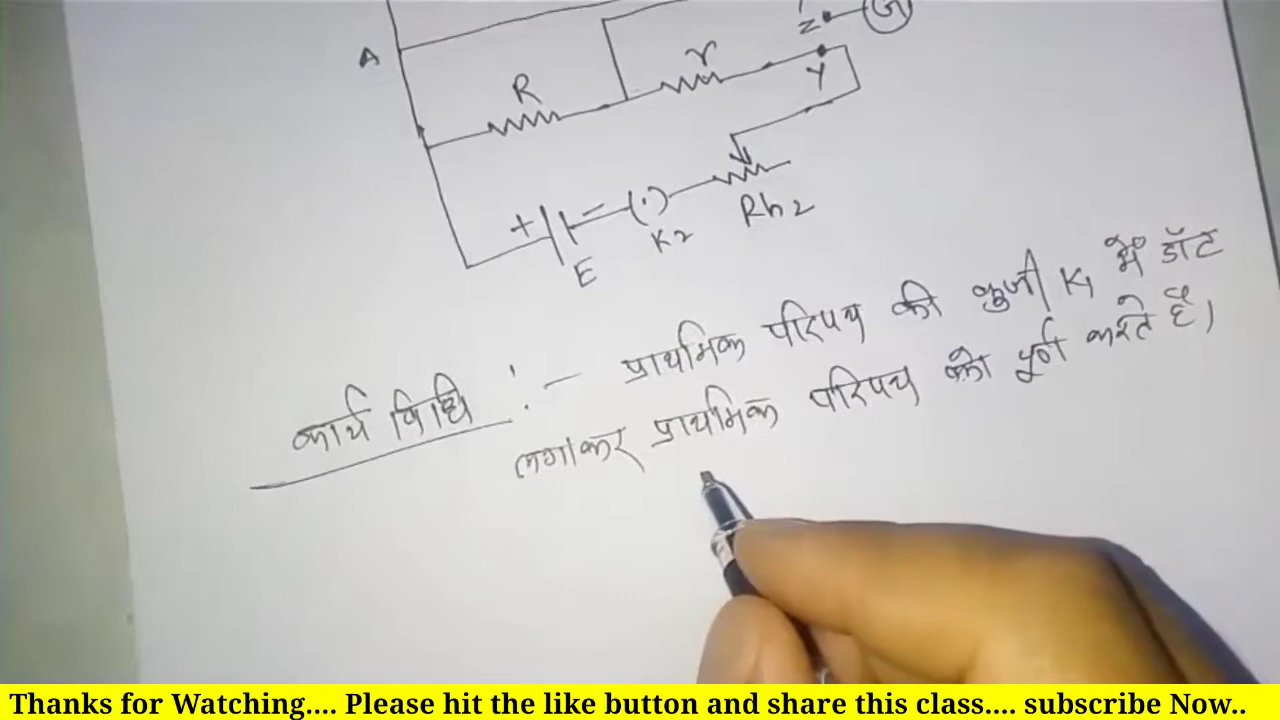 G
Z
A
r
Y
R
+ -
K2
Rh2
E
कार्य विधि :- प्राथमिक परिपथ की कुंजी K1 में डॉट
लगाकर प्राथमिक परिपथ को पूर्ण करते है।
Thanks for Watching.... Please hit the like button and share this class.... subscribe Now..